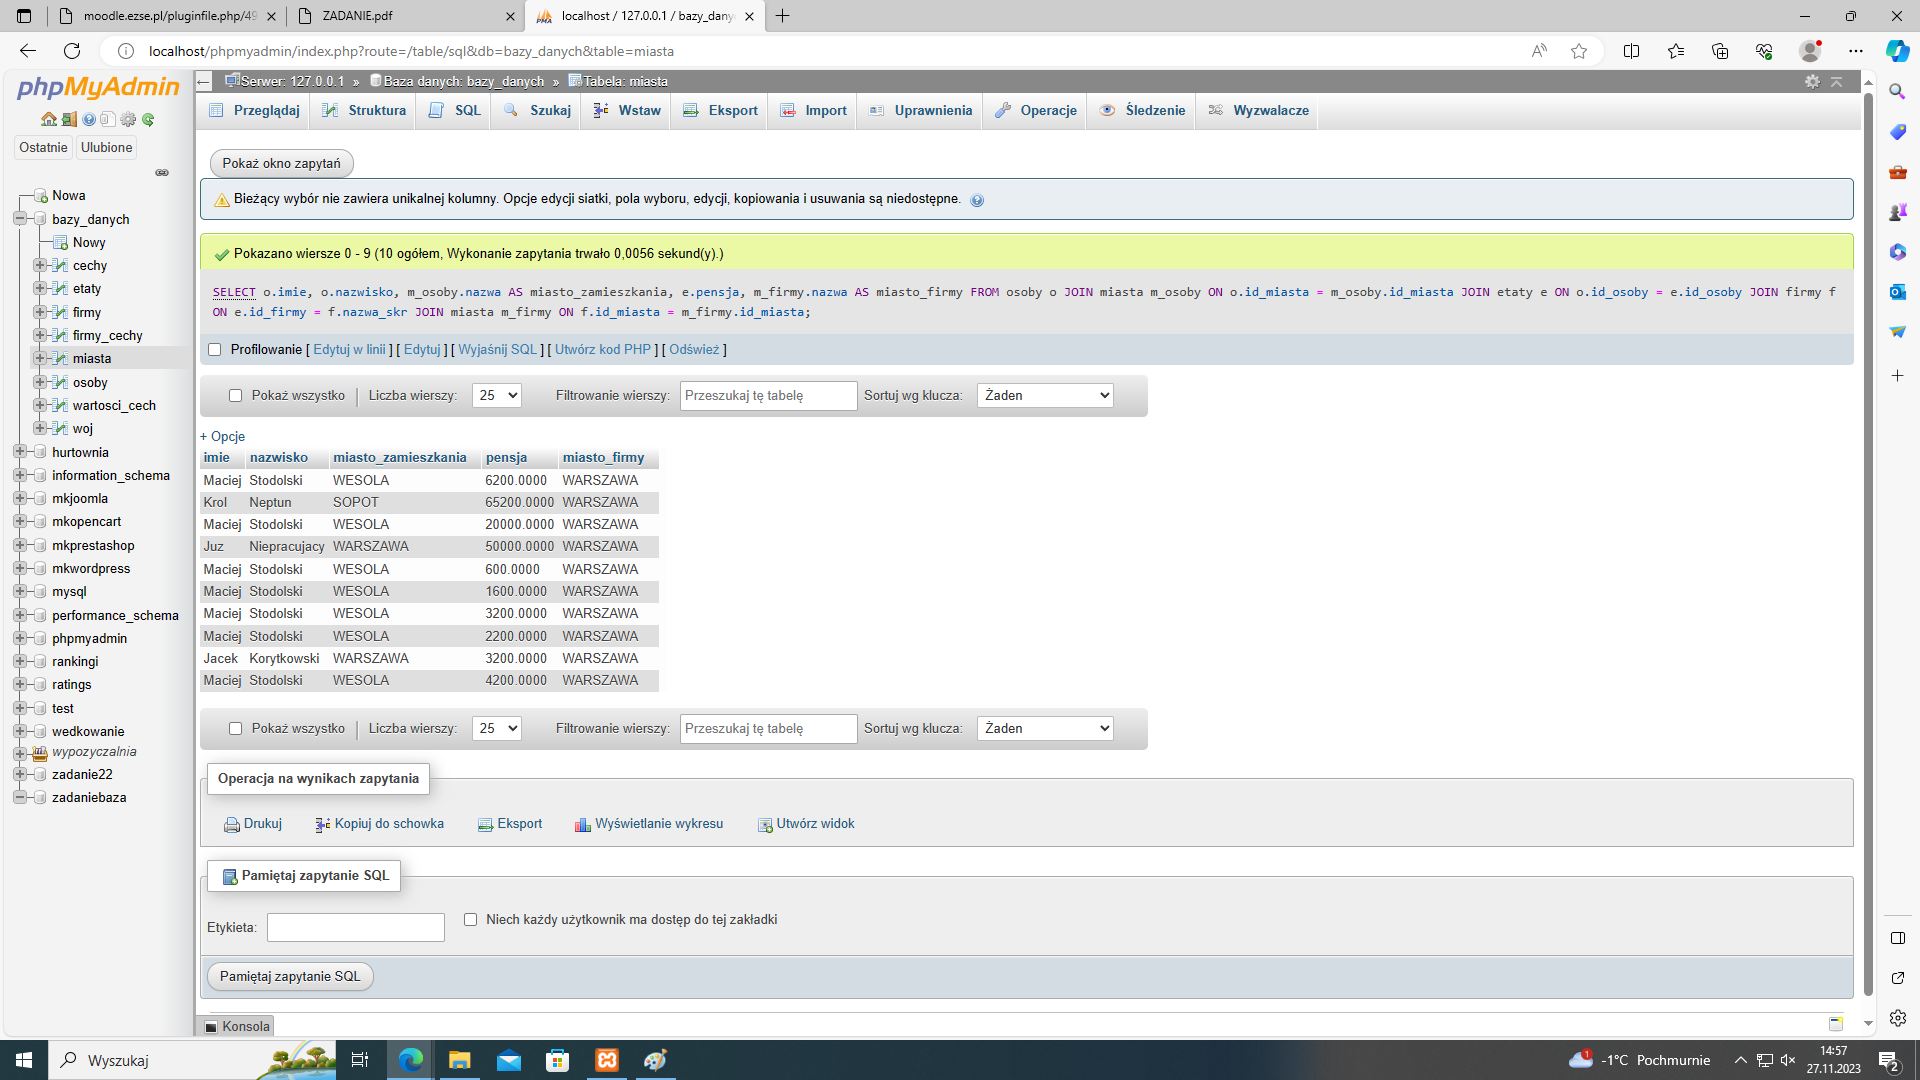 moodle.ezse.pl/pluginfile.php/49
ZADANIE.pdf
localhost / 127.0.0.1 / bazy_dany
localhost/phpmyadmin/index.php?route=/table/sql&db=bazy_danych&table=miasta
phpMyAdmin
Ostatnie
Ulubione
Nowa
bazy_danych
Nowy
cechy
etaty
firmy
firmy_cechy
miasta
osoby
wartosci_cech
woj
hurtownia
information_schema
mkjoomla
mkopencart
mkprestashop
mkwordpress
mysql
performance_schema
phpmyadmin
rankingi
ratings
test
wedkowanie
wypozyczalnia
zadanie22
zadaniebaza
Serwer: 127.0.0.1 » Baza danych: bazy_danych » Tabela: miasta
Przeglądaj Struktura SQL Szukaj Wstaw Eksport Import Uprawnienia Operacje Śledzenie Wyzwalacze
Pokaż okno zapytań
Bieżący wybór nie zawiera unikalnej kolumny. Opcje edycji siatki, pola wyboru, edycji, kopiowania i usuwania są niedostępne.
Pokazano wiersze 0 - 9 (10 ogółem, Wykonanie zapytania trwało 0,0056 sekund(y).)
SELECT o.imie, o.nazwisko, m_osoby.nazwa AS miasto_zamieszkania, e.pensja, m_firmy.nazwa AS miasto_firmy FROM osoby o JOIN miasta m_osoby ON o.id_miasta = m_osoby.id_miasta JOIN etaty e ON o.id_osoby = e.id_osoby JOIN firmy f
ON e.id_firmy = f.nazwa_skr JOIN miasta m_firmy ON f.id_miasta = m_firmy.id_miasta;
Profilowanie [ Edytuj w linii ] [ Edytuj ] [ Wyjaśnij SQL ] [ Utwórz kod PHP ] [ Odśwież ]
Pokaż wszystko Liczba wierszy: 25 Filtrowanie wierszy: Przeszukaj tę tabelę Sortuj wg klucza: Żaden
+ Opcje
imie nazwisko miasto_zamieszkania pensja miasto_firmy
Maciej Stodolski WESOLA 6200.0000 WARSZAWA
Krol Neptun SOPOT 65200.0000 WARSZAWA
Maciej Stodolski WESOLA 20000.0000 WARSZAWA
Juz Niepracujacy WARSZAWA 50000.0000 WARSZAWA
Maciej Stodolski WESOLA 600.0000 WARSZAWA
Maciej Stodolski WESOLA 1600.0000 WARSZAWA
Maciej Stodolski WESOLA 3200.0000 WARSZAWA
Maciej Stodolski WESOLA 2200.0000 WARSZAWA
Jacek Korytkowski WARSZAWA 3200.0000 WARSZAWA
Maciej Stodolski WESOLA 4200.0000 WARSZAWA
Pokaż wszystko Liczba wierszy: 25 Filtrowanie wierszy: Przeszukaj tę tabelę Sortuj wg klucza: Żaden
Operacja na wynikach zapytania
Drukuj Kopiuj do schowka Eksport Wyświetlanie wykresu Utwórz widok
Pamiętaj zapytanie SQL
Etykieta: Niech każdy użytkownik ma dostęp do tej zakładki
Pamiętaj zapytanie SQL
Konsola
Wyszukaj
1
-1°C Pochmurnie
14:57
27.11.2023
2